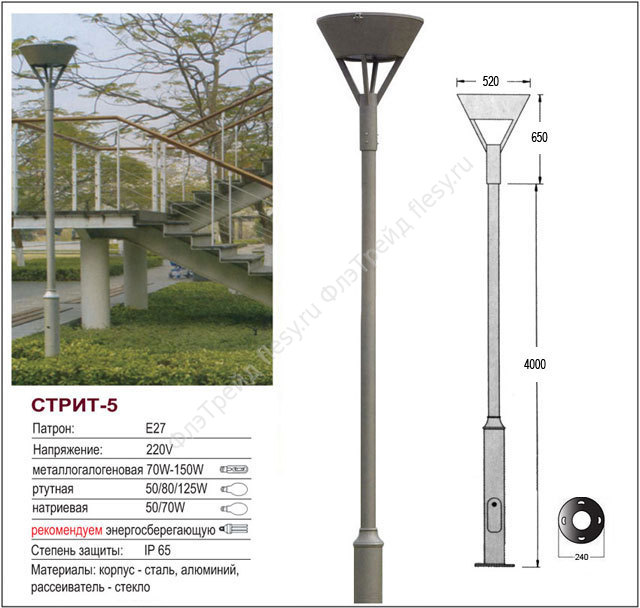 СТРИТ-5
Патрон: E27
Напряжение: 220V
металлогалогеновая 70W-150W
ртутная 50/80/125W
натриевая 50/70W
рекомендуем энергосберегающую
Степень защиты: IP 65
Материалы: корпус - сталь, алюминий,
рассеиватель - стекло
520
650
4000
240
ФлэТрейд flesy.ru ФлэТрейд flesy.ru